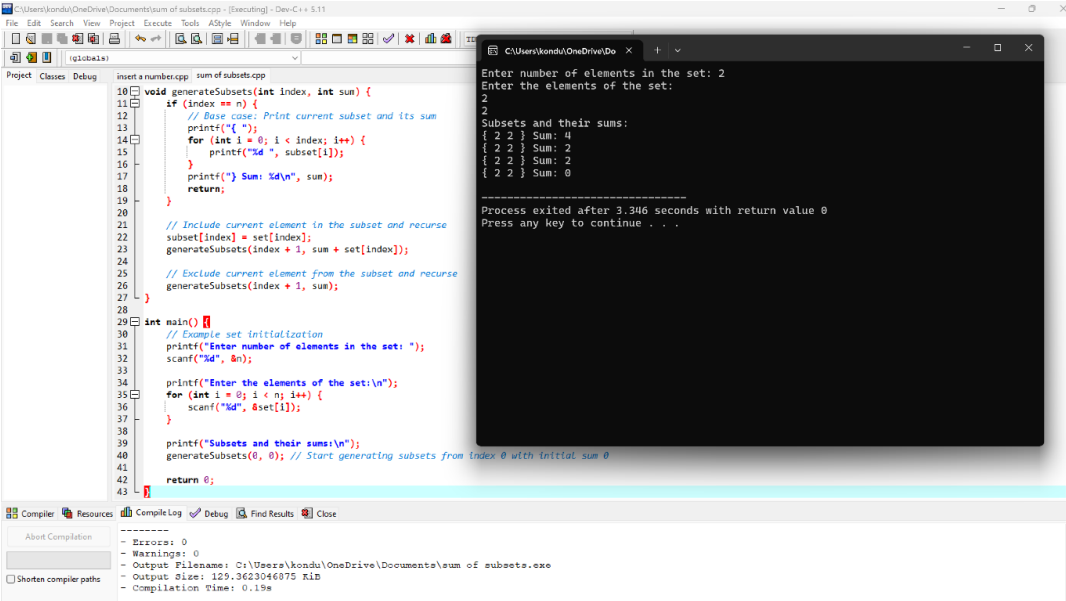 C:\Users\kondu\OneDrive\Documents\sum of subsets.cpp - [Executing] - Dev-C++ 5.11
File Edit Search View Project Execute Tools AStyle Window Help
(globals)
Project Classes Debug
insert a number.cpp sum of subsets.cpp
10 void generateSubsets(int index, int sum) {
11 if (index == n) {
12 // Base case: Print current subset and its sum
13 printf("{ ");
14 for (int i = 0; i < index; i++) {
15 printf("%d ", subset[i]);
16 }
17 printf("} Sum: %d\n", sum);
18 return;
19 }
20
21 // Include current element in the subset and recurse
22 subset[index] = set[index];
23 generateSubsets(index + 1, sum + set[index]);
24
25 // Exclude current element from the subset and recurse
26 generateSubsets(index + 1, sum);
27 }
28
29 int main() {
30 // Example set initialization
31 printf("Enter number of elements in the set: ");
32 scanf("%d", &n);
33
34 printf("Enter the elements of the set:\n");
35 for (int i = 0; i < n; i++) {
36 scanf("%d", &set[i]);
37 }
38
39 printf("Subsets and their sums:\n");
40 generateSubsets(0, 0); // Start generating subsets from index 0 with initial sum 0
41
42 return 0;
43 }
C:\Users\kondu\OneDrive\Do
Enter number of elements in the set: 2
Enter the elements of the set:
2
2
Subsets and their sums:
{ 2 2 } Sum: 4
{ 2 2 } Sum: 2
{ 2 2 } Sum: 2
{ 2 2 } Sum: 0
--------------------------------
Process exited after 3.346 seconds with return value 0
Press any key to continue . . .
Compiler Resources Compile Log Debug Find Results Close
Abort Compilation
Shorten compiler paths
--------
- Errors: 0
- Warnings: 0
- Output Filename: C:\Users\kondu\OneDrive\Documents\sum of subsets.exe
- Output Size: 129.3623046875 KiB
- Compilation Time: 0.19s